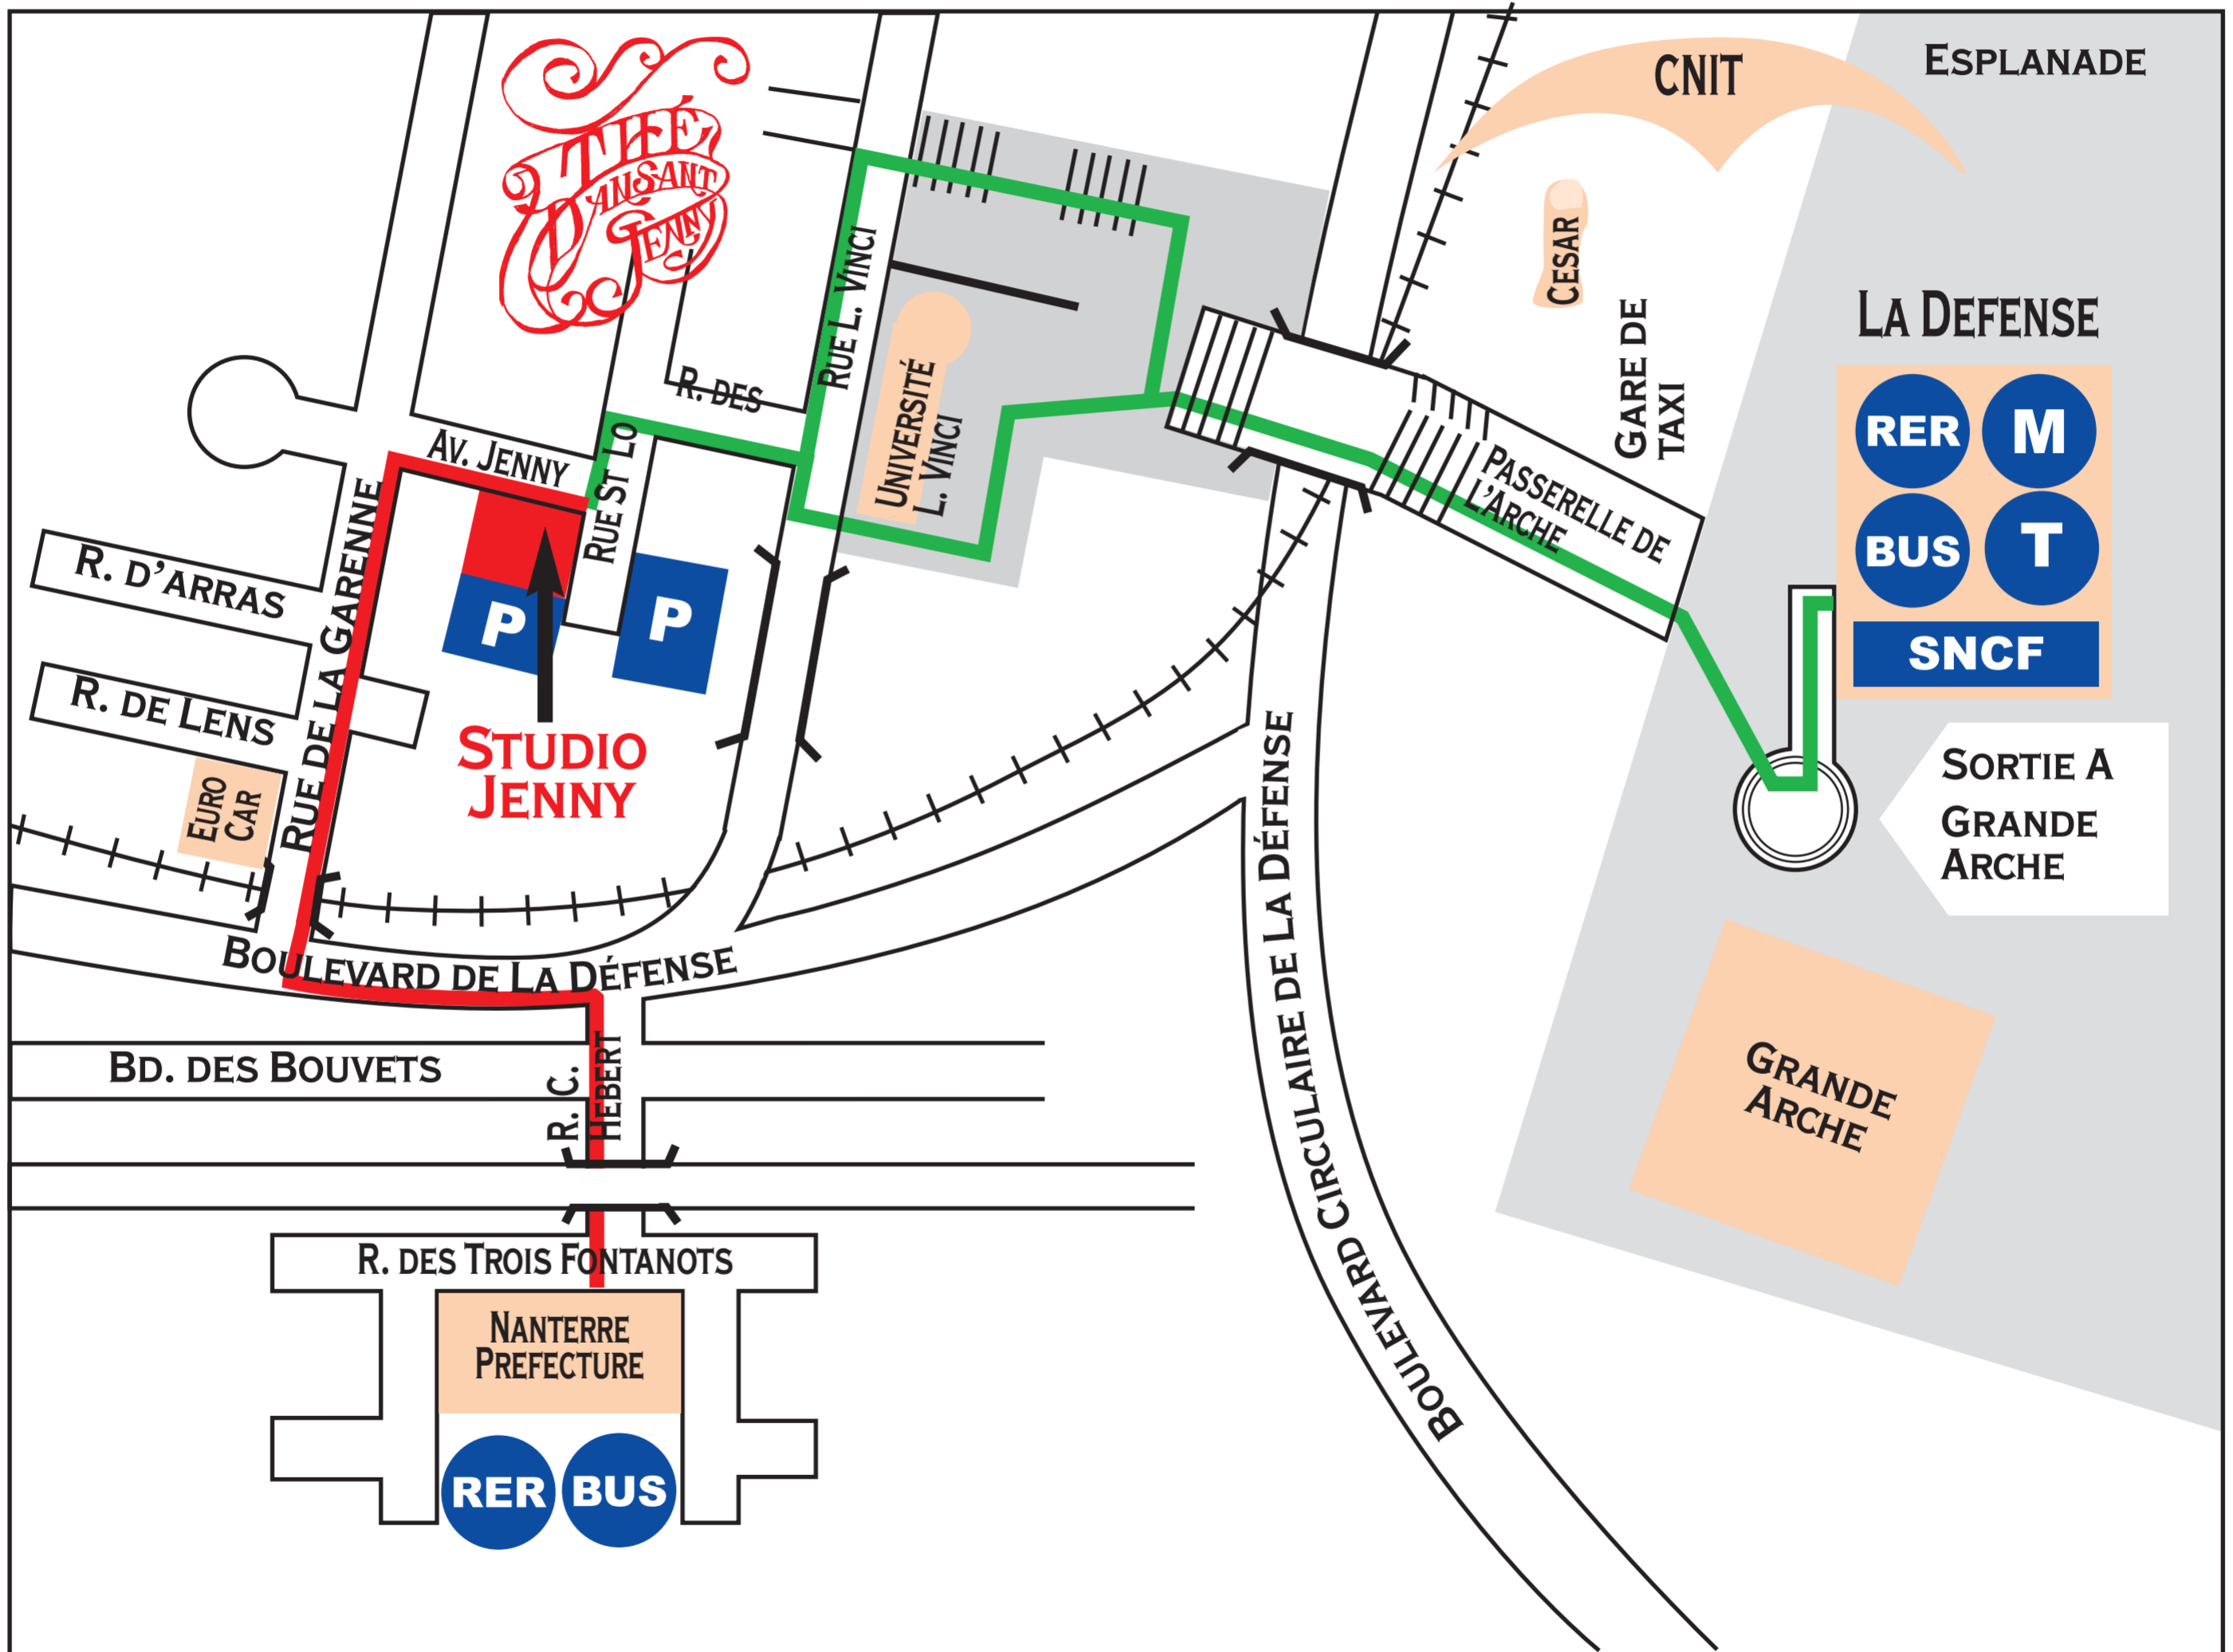 Esplanade
CNIT
Thé
Dansant
Jenny
Cesar
Rue L. Vinci
La Defense
Gare de
Taxi
R. des
Université
L. Vinci
RER
M
Av. Jenny
Rue St Lo
Passerelle de
l'Arche
BUS
T
Rue de la Garenne
R. d'Arras
P
P
SNCF
R. de Lens
Studio
Jenny
Euro
Car
Sortie A
Grande
Arche
Boulevard de La Défense
Boulevard Circulaire de La Défense
Bd. des Bouvets
R. C.
Hebert
Grande
Arche
R. des Trois Fontanots
Nanterre
Prefecture
RER
BUS